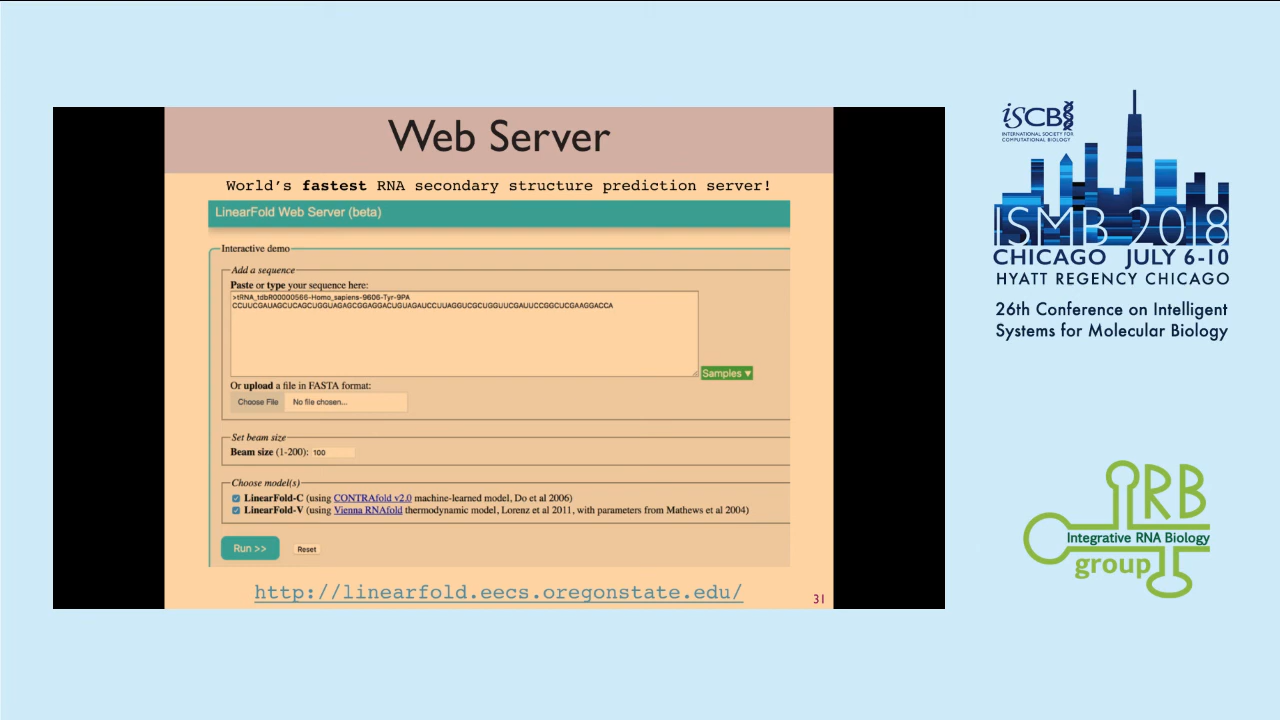 Web Server
World's fastest RNA secondary structure prediction server!
LinearFold Web Server (beta)
Interactive demo
Add a sequence
Paste or type your sequence here:
>tRNA_tdbR00000566-Homo_sapiens-9606-Tyr-9PA
CCUUCGAUAGCUCAGCUGGUAGAGCGGAGGACUGUAGAUCCUUAGGUCGCUGGUUCGAUUCCGGCUCGAAGGACCA
Samples ▼
Or upload a file in FASTA format:
Choose File No file chosen...
Set beam size
Beam size (1-200): 100
Choose model(s)
LinearFold-C (using CONTRAfold v2.0 machine-learned model, Do et al 2006)
LinearFold-V (using Vienna RNAfold thermodynamic model, Lorenz et al 2011, with parameters from Mathews et al 2004)
Run >> Reset
http://linearfold.eecs.oregonstate.edu/
31
iSCB
INTERNATIONAL SOCIETY FOR
COMPUTATIONAL BIOLOGY
ISMB 2018
CHICAGO JULY 6-10
HYATT REGENCY CHICAGO
26th Conference on Intelligent
Systems for Molecular Biology
iRB
Integrative RNA Biology
group